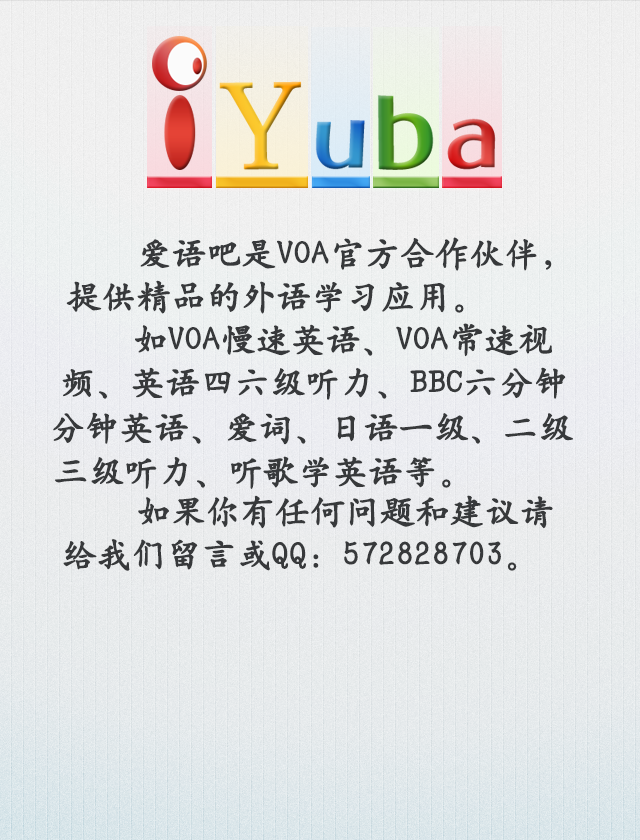 iYuba
爱语吧是VOA官方合作伙伴，
提供精品的外语学习应用。
如VOA慢速英语、VOA常速视
频、英语四六级听力、BBC六分钟
分钟英语、爱词、日语一级、二级
三级听力、听歌学英语等。
如果你有任何问题和建议请
给我们留言或QQ：572828703。